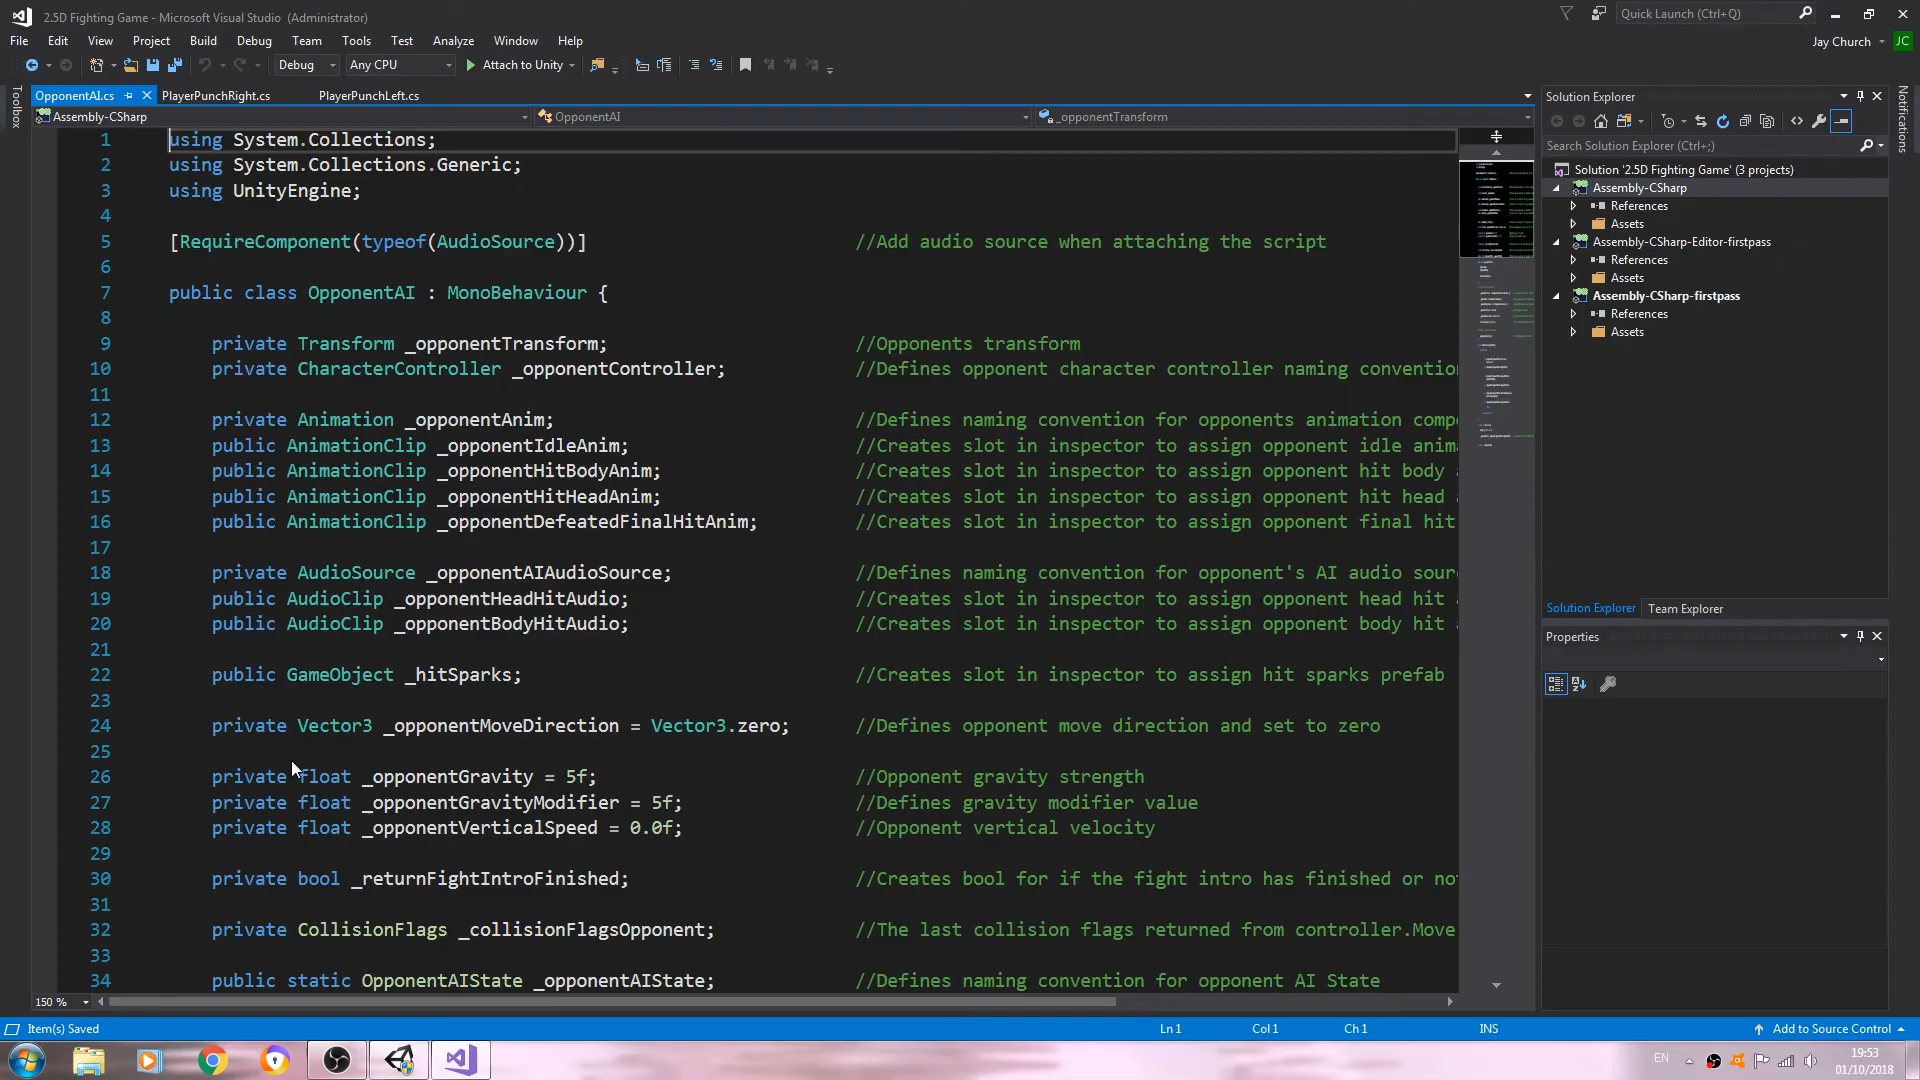 2.5D Fighting Game - Microsoft Visual Studio (Administrator)
Quick Launch (Ctrl+Q)
File Edit View Project Build Debug Team Tools Test Analyze Window Help
Jay Church JC
Debug Any CPU Attach to Unity
Toolbox
OpponentAI.cs PlayerPunchRight.cs PlayerPunchLeft.cs
Assembly-CSharp OpponentAI _opponentTransform
1 using System.Collections;
2 using System.Collections.Generic;
3 using UnityEngine;
4
5 [RequireComponent(typeof(AudioSource))] //Add audio source when attaching the script
6
7 public class OpponentAI : MonoBehaviour {
8
9 private Transform _opponentTransform; //Opponents transform
10 private CharacterController _opponentController; //Defines opponent character controller naming convention
11
12 private Animation _opponentAnim; //Defines naming convention for opponents animation comp
13 public AnimationClip _opponentIdleAnim; //Creates slot in inspector to assign opponent idle anim
14 public AnimationClip _opponentHitBodyAnim; //Creates slot in inspector to assign opponent hit body a
15 public AnimationClip _opponentHitHeadAnim; //Creates slot in inspector to assign opponent hit head a
16 public AnimationClip _opponentDefeatedFinalHitAnim; //Creates slot in inspector to assign opponent final hit
17
18 private AudioSource _opponentAIAudioSource; //Defines naming convention for opponent's AI audio sour
19 public AudioClip _opponentHeadHitAudio; //Creates slot in inspector to assign opponent head hit a
20 public AudioClip _opponentBodyHitAudio; //Creates slot in inspector to assign opponent body hit a
21
22 public GameObject _hitSparks; //Creates slot in inspector to assign hit sparks prefab
23
24 private Vector3 _opponentMoveDirection = Vector3.zero; //Defines opponent move direction and set to zero
25
26 private float _opponentGravity = 5f; //Opponent gravity strength
27 private float _opponentGravityModifier = 5f; //Defines gravity modifier value
28 private float _opponentVerticalSpeed = 0.0f; //Opponent vertical velocity
29
30 private bool _returnFightIntroFinished; //Creates bool for if the fight intro has finished or no
31
32 private CollisionFlags _collisionFlagsOpponent; //The last collision flags returned from controller.Move
33
34 public static OpponentAIState _opponentAIState; //Defines naming convention for opponent AI State
150 %
Solution Explorer
Search Solution Explorer (Ctrl+;)
Solution '2.5D Fighting Game' (3 projects)
Assembly-CSharp
References
Assets
Assembly-CSharp-Editor-firstpass
References
Assets
Assembly-CSharp-firstpass
References
Assets
Solution Explorer Team Explorer
Properties
Notifications
Item(s) Saved Ln 1 Col 1 Ch 1 INS Add to Source Control
EN
19:53
01/10/2018